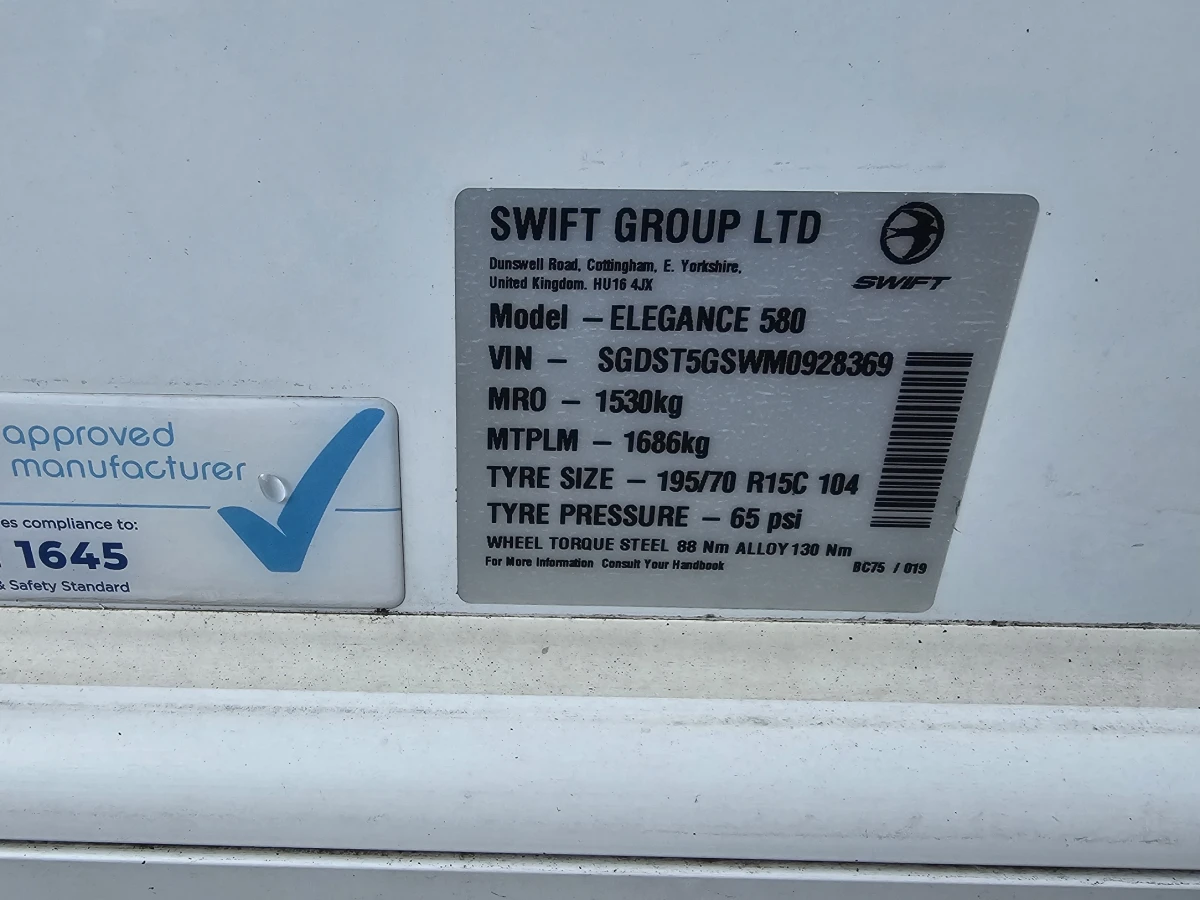 SWIFT GROUP LTD
Dunswell Road, Cottingham, E. Yorkshire,
United Kingdom. HU16 4JX
SWIFT
Model – ELEGANCE 580
VIN – SGDST5GSWM0928369
MRO – 1530kg
MTPLM – 1686kg
TYRE SIZE – 195/70 R15C 104
TYRE PRESSURE – 65 psi
WHEEL TORQUE STEEL 88 Nm ALLOY 130 Nm
For More Information Consult Your Handbook
BC75 / 019
approved
manufacturer
es compliance to:
1645
& Safety Standard